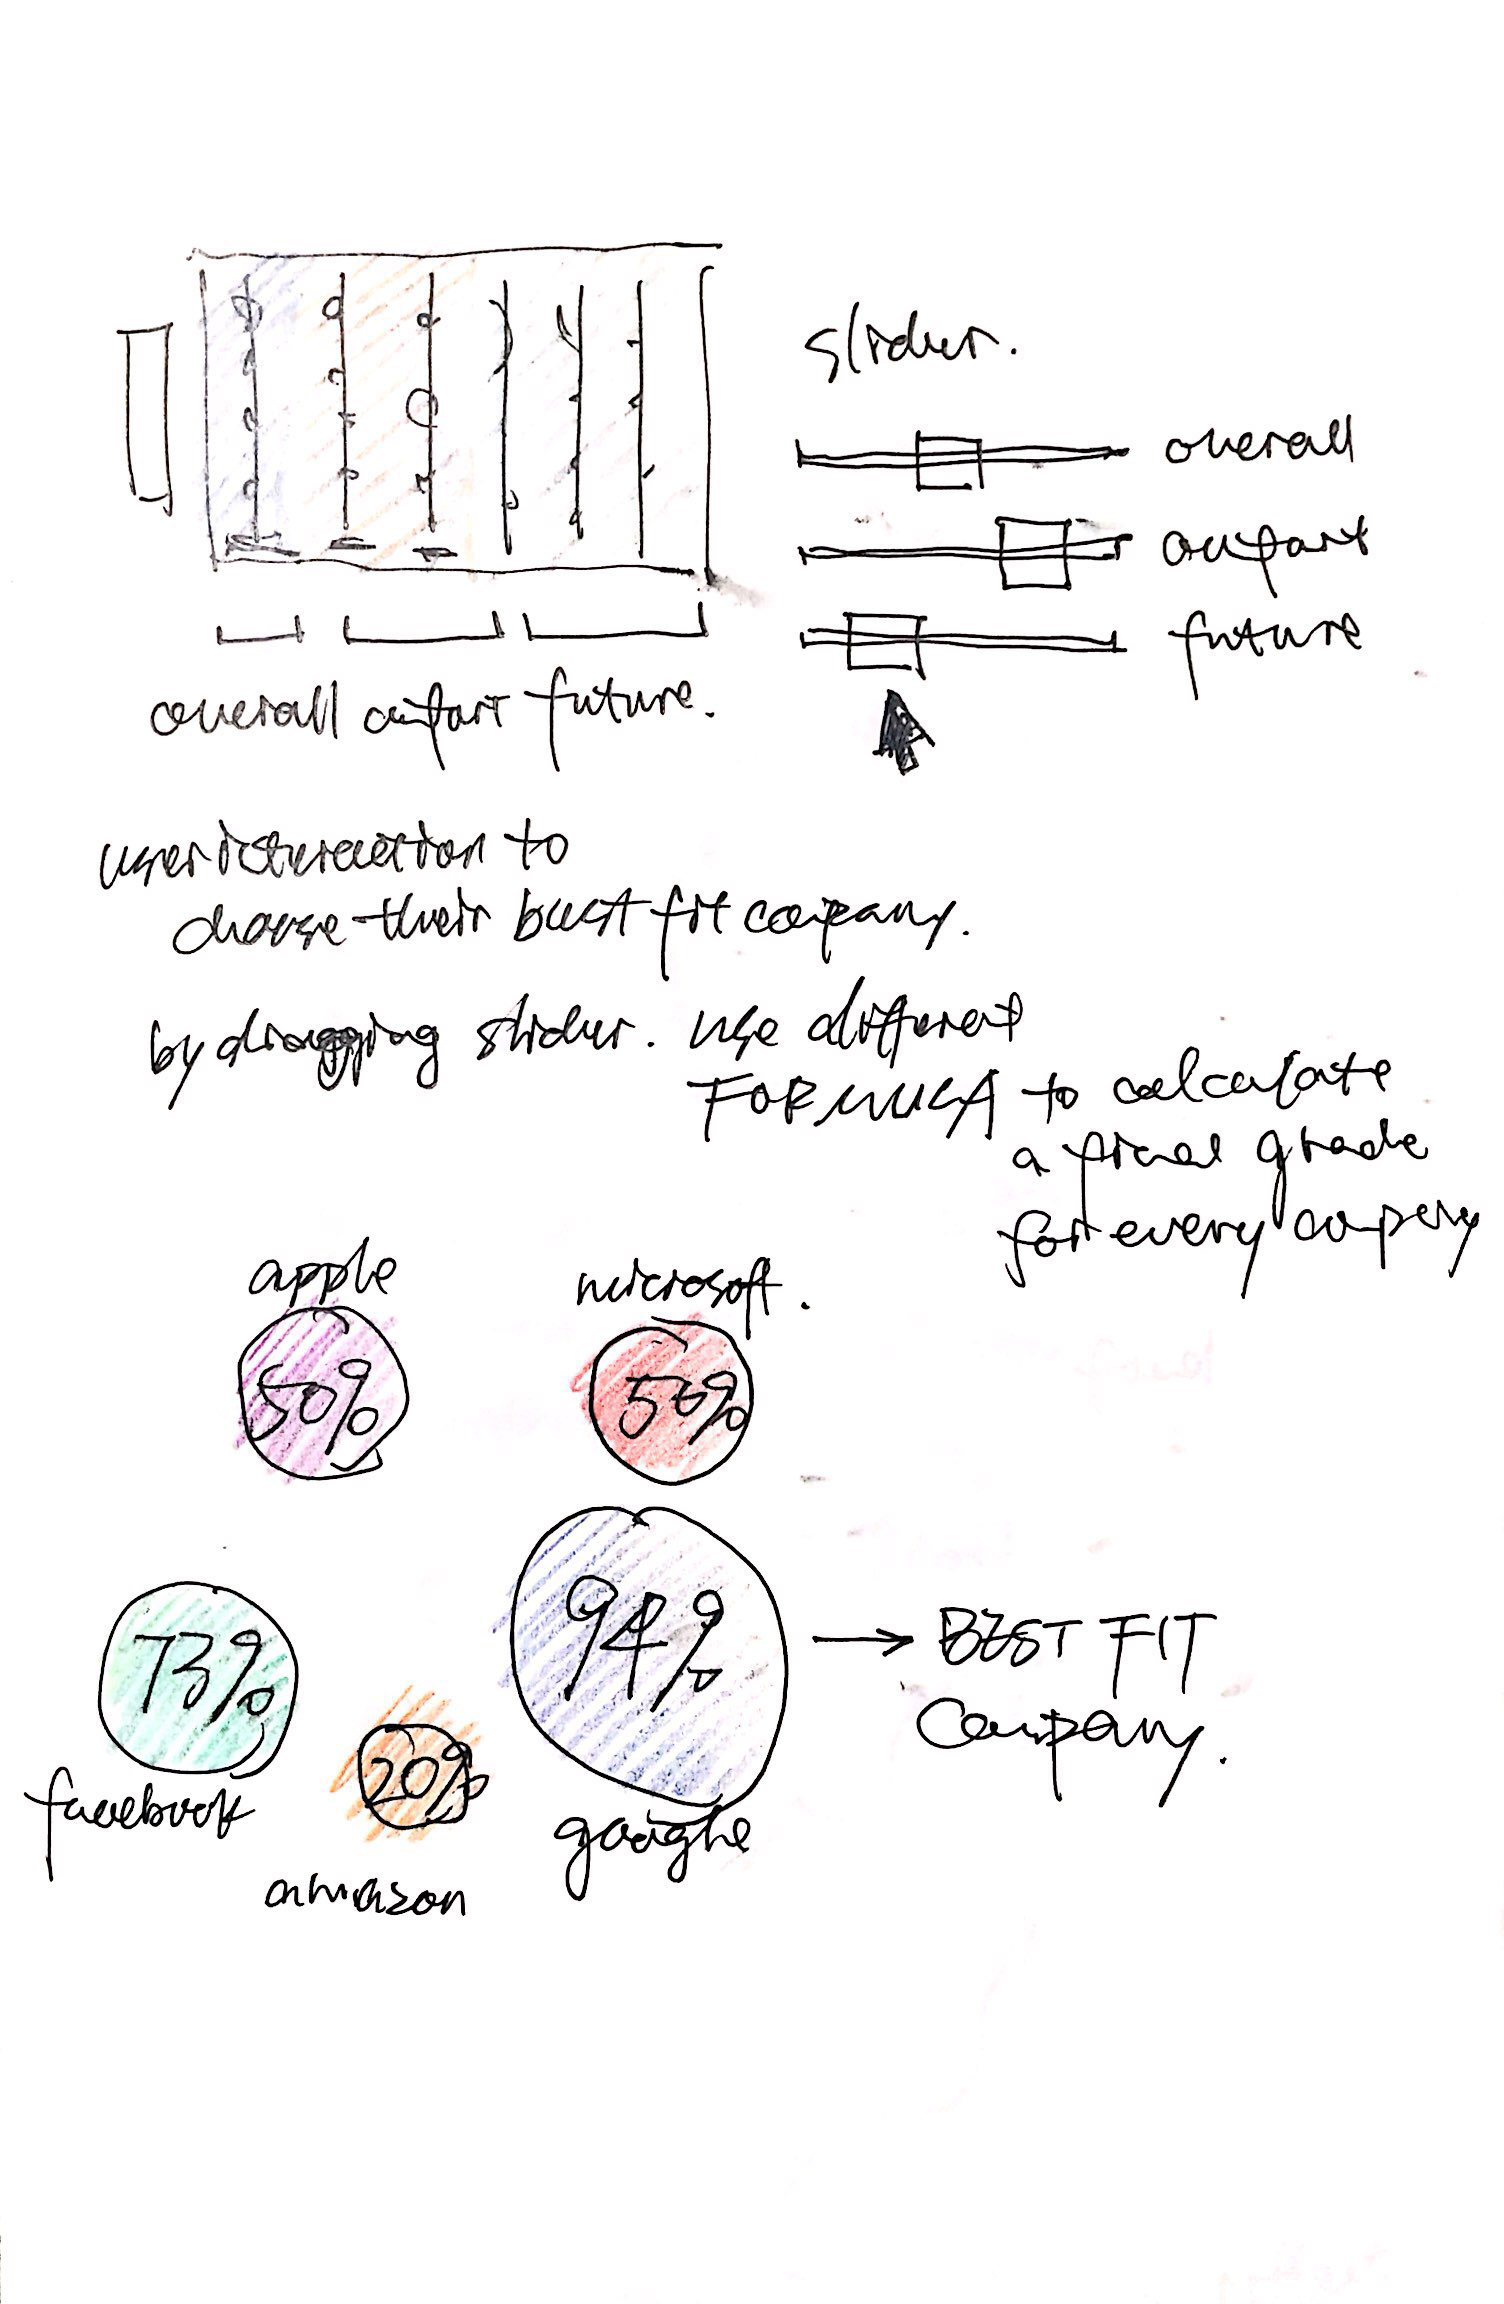 slider.
overall
comfort
future
overall comfort future.
user interaction to
choose their best fit company.
by dragging slider. use different
FORMULA to calculate
a final grade
for every company
apple
microsoft.
50%
50%
94%
73%
BEST FIT
Company.
20%
facebook
google
amazon